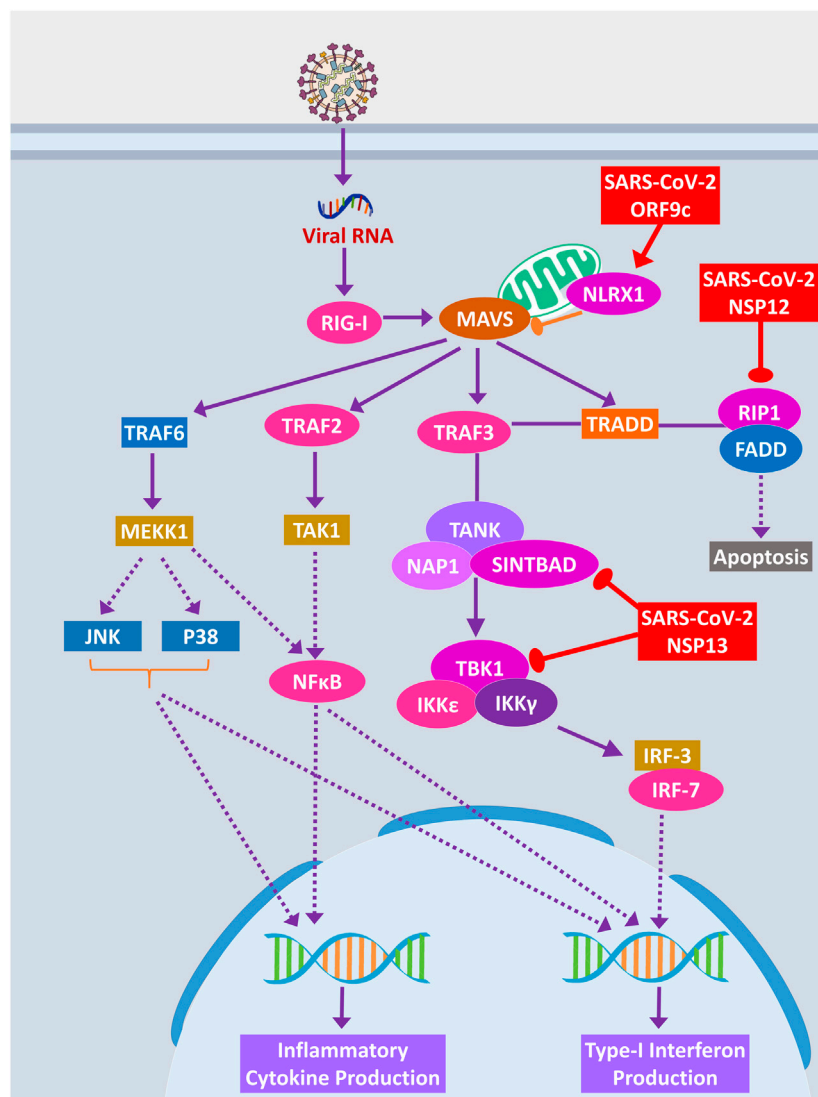 SARS-CoV-2
ORF9c
Viral RNA
SARS-CoV-2
NSP12
RIG-I
MAVS
NLRX1
TRAF6
TRAF2
TRAF3
TRADD
RIP1
FADD
MEKK1
TAK1
TANK
NAP1
SINTBAD
Apoptosis
JNK
P38
SARS-CoV-2
NSP13
NFκB
TBK1
IKKε
IKKγ
IRF-3
IRF-7
Inflammatory
Cytokine Production
Type-I Interferon
Production